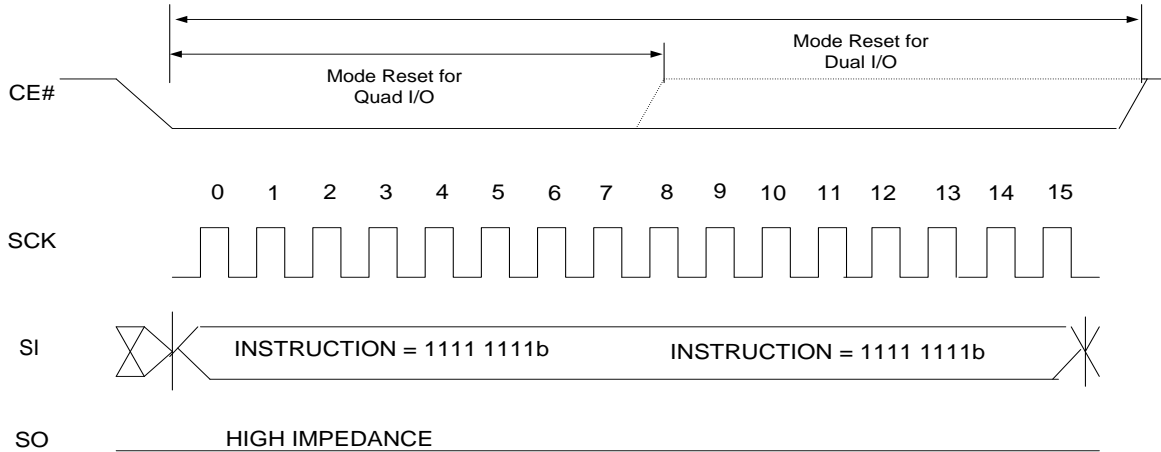 Mode Reset for
Dual I/O
Mode Reset for
Quad I/O
CE#
0 1 2 3 4 5 6 7 8 9 10 11 12 13 14 15
SCK
SI
INSTRUCTION = 1111 1111b INSTRUCTION = 1111 1111b
SO
HIGH IMPEDANCE